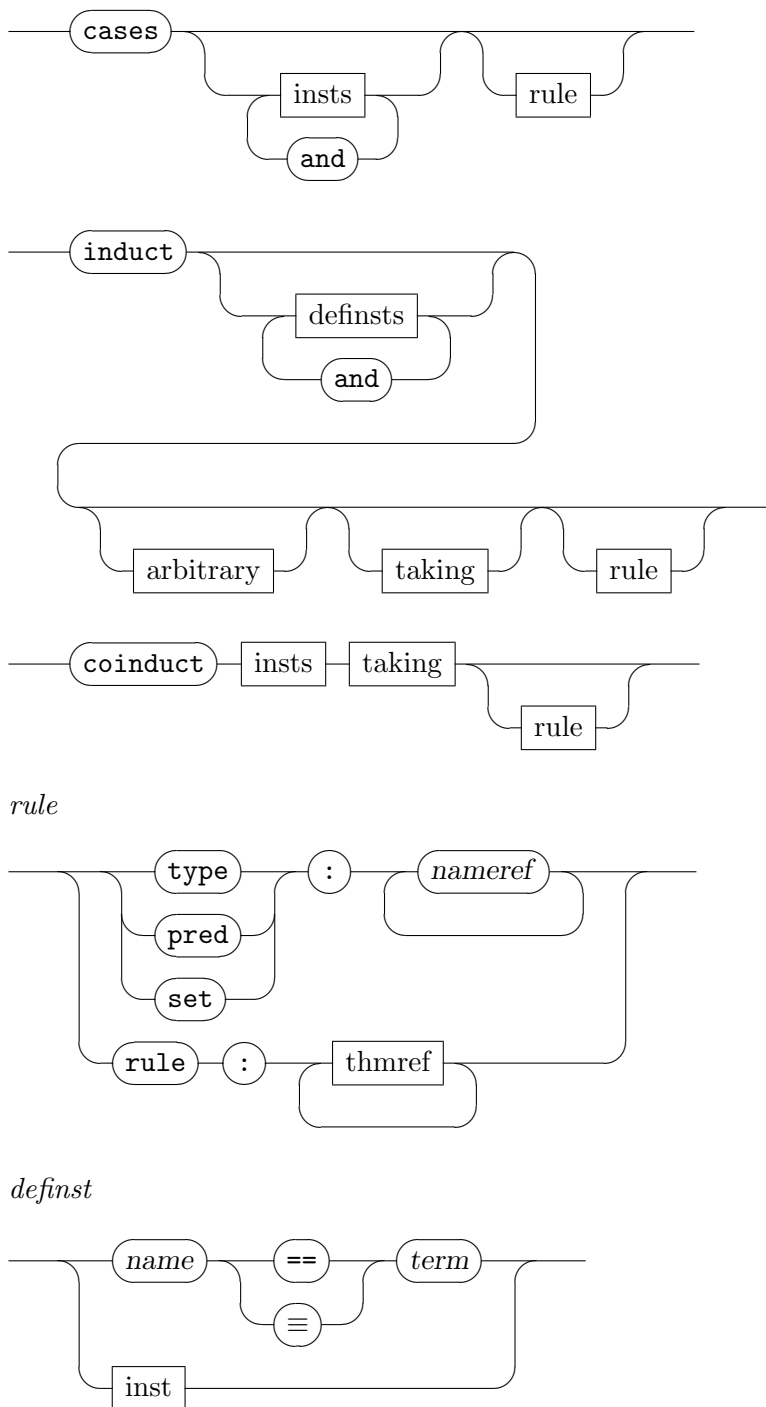 cases
insts rule
and
induct
definsts
and
arbitrary taking rule
coinduct insts taking
rule
rule
type : nameref
pred
set
rule : thmref
definst
name == term
≡
inst